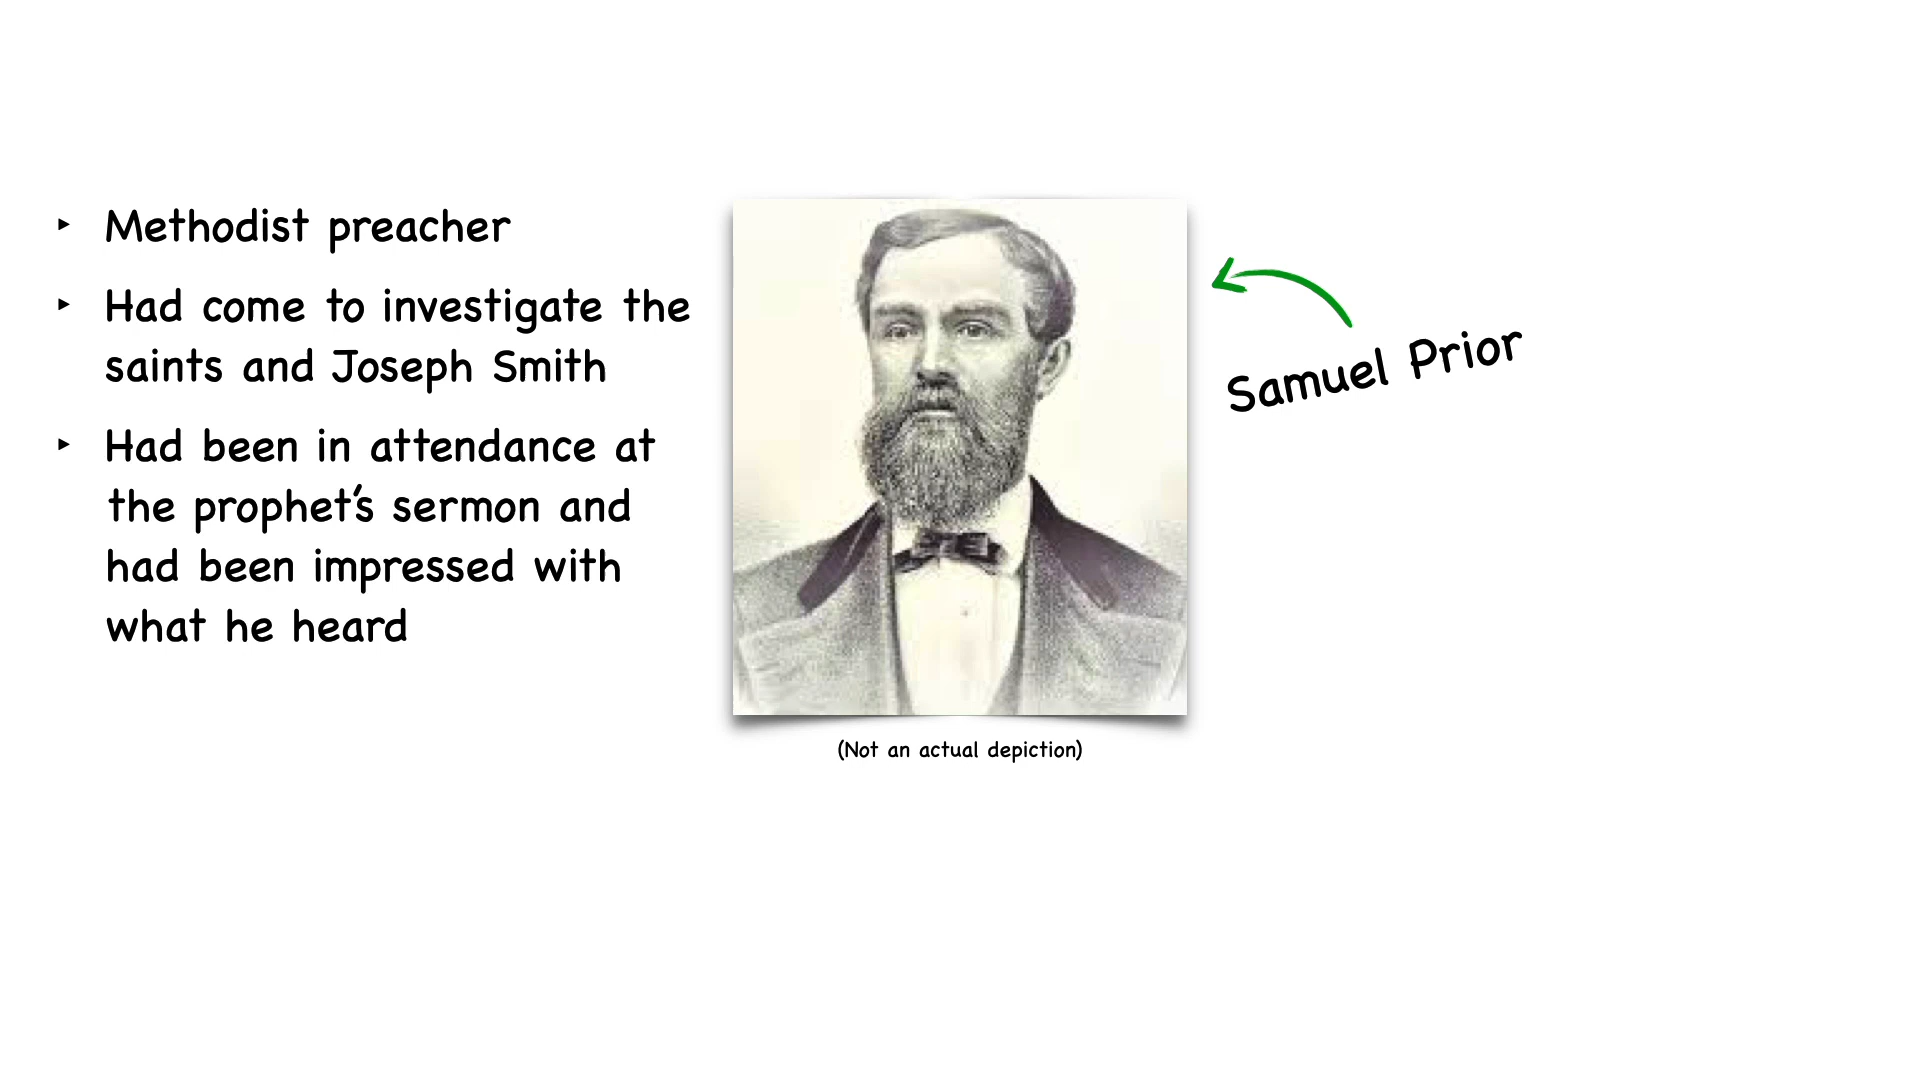 ‣ Methodist preacher
‣ Had come to investigate the
saints and Joseph Smith
‣ Had been in attendance at
the prophet's sermon and
had been impressed with
what he heard
Samuel Prior
(Not an actual depiction)